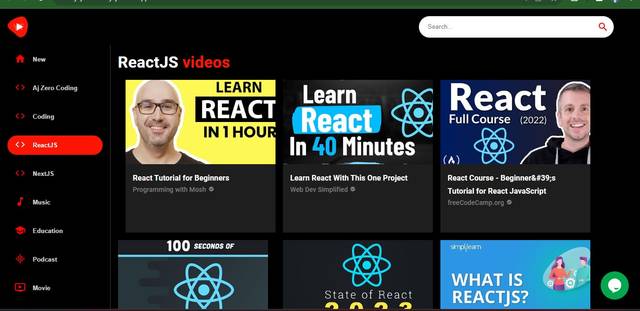 Search...
New
Aj Zero Coding
Coding
ReactJS
NextJS
Music
Education
Podcast
Movie
ReactJS videos
LEARN
REACT
IN 1 HOUR
React Tutorial for Beginners
Programming with Mosh
Learn
React
In 40 Minutes
Learn React With This One Project
Web Dev Simplified
React
Full Course (2022)
React Course - Beginner&#39;s
Tutorial for React JavaScript
freeCodeCamp.org
100 SECONDS OF
State of React
2023
simplilearn
WHAT IS
REACTJS?